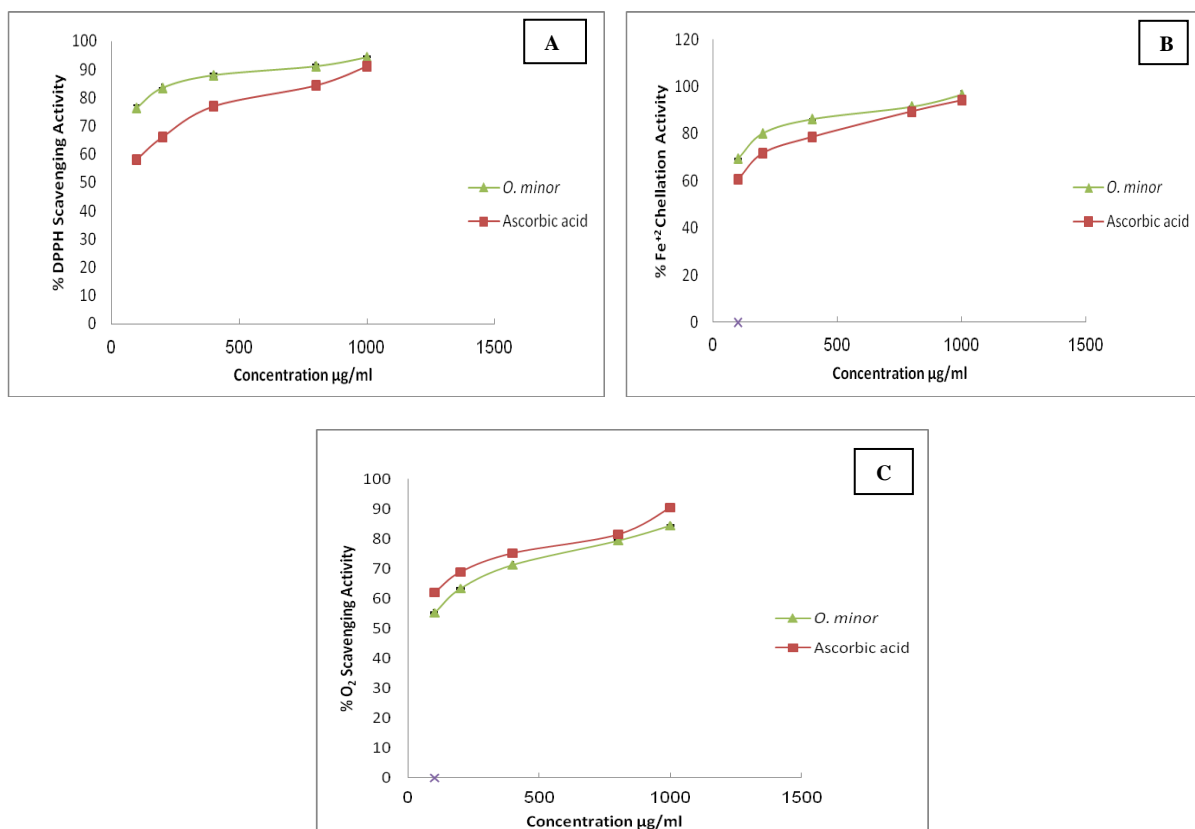 A
% DPPH Scavenging Activity
100
90
80
70
60
50
40
30
20
10
0
0 500 1000 1500
Concentration µg/ml
O. minor
Ascorbic acid
B
% Fe⁺² Chellation Activity
120
100
80
60
40
20
0
0 500 1000 1500
Concentration µg/ml
O. minor
Ascorbic acid
C
% O₂ Scavenging Activity
100
90
80
70
60
50
40
30
20
10
0
0 500 1000 1500
Concentration µg/ml
O. minor
Ascorbic acid